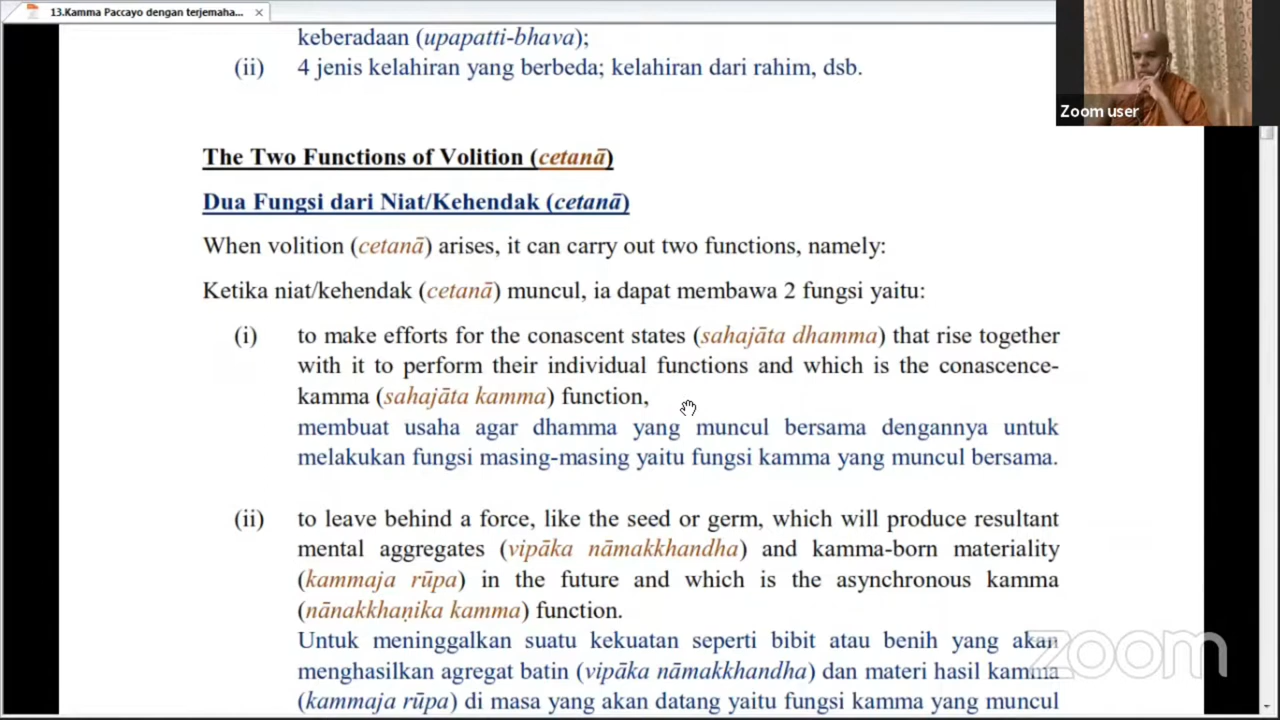 13.Kamma Paccayo dengan terjemaha...
keberadaan (upapatti-bhava);
(ii) 4 jenis kelahiran yang berbeda; kelahiran dari rahim, dsb.
Zoom user
The Two Functions of Volition (cetanā)
Dua Fungsi dari Niat/Kehendak (cetanā)
When volition (cetanā) arises, it can carry out two functions, namely:
Ketika niat/kehendak (cetanā) muncul, ia dapat membawa 2 fungsi yaitu:
(i) to make efforts for the conascent states (sahajāta dhamma) that rise together
with it to perform their individual functions and which is the conascence-
kamma (sahajāta kamma) function,
membuat usaha agar dhamma yang muncul bersama dengannya untuk
melakukan fungsi masing-masing yaitu fungsi kamma yang muncul bersama.
(ii) to leave behind a force, like the seed or germ, which will produce resultant
mental aggregates (vipāka nāmakkhandha) and kamma-born materiality
(kammaja rūpa) in the future and which is the asynchronous kamma
(nānakkhaṇika kamma) function.
Untuk meninggalkan suatu kekuatan seperti bibit atau benih yang akan
menghasilkan agregat batin (vipāka nāmakkhandha) dan materi hasil kamma
(kammaja rūpa) di masa yang akan datang yaitu fungsi kamma yang muncul
zoom